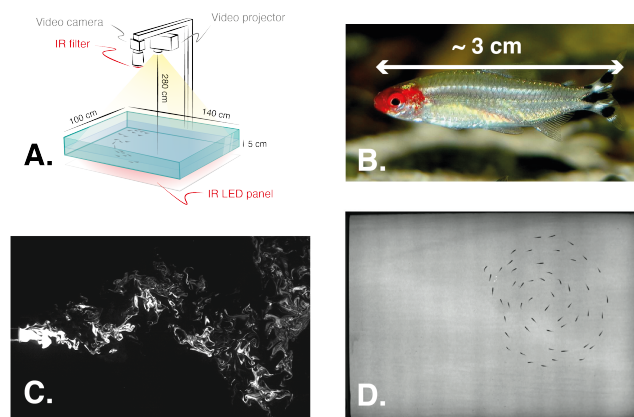 Video camera
Video projector
IR filter
280 cm
100 cm
140 cm
5 cm
A.
IR LED panel
~ 3 cm
B.
C.
D.